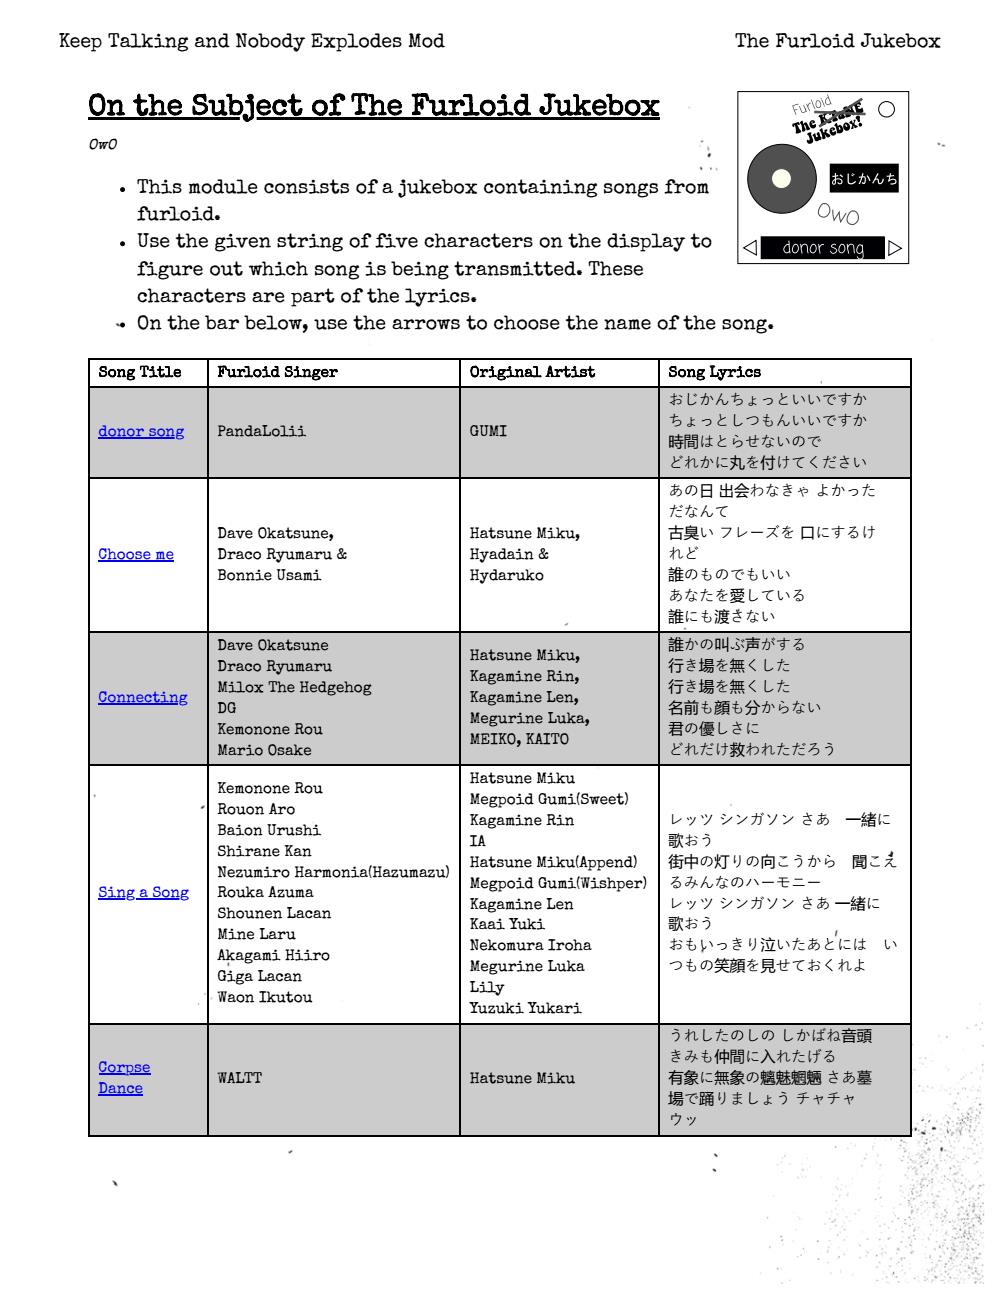 Keep Talking and Nobody Explodes Mod
The Furloid Jukebox
On the Subject of The Furloid Jukebox
OwO
• This module consists of a jukebox containing songs from
furloid.
• Use the given string of five characters on the display to
figure out which song is being transmitted. These
characters are part of the lyrics.
• On the bar below, use the arrows to choose the name of the song.
Furloid
The KTANE
Jukebox!
おじかんち
OwO
donor song
Song Title
Furloid Singer
Original Artist
Song Lyrics
donor song
PandaLolii
GUMI
おじかんちょっといいですか
ちょっとしつもんいいですか
時間はとらせないので
どれかに丸を付けてください
Choose me
Dave Okatsune,
Draco Ryumaru &
Bonnie Usami
Hatsune Miku,
Hyadain &
Hydaruko
あの日 出会わなきゃ よかった
だなんて
古臭い フレーズを 口にするけ
れど
誰のものでもいい
あなたを愛している
誰にも渡さない
Connecting
Dave Okatsune
Draco Ryumaru
Milox The Hedgehog
DG
Kemonone Rou
Mario Osake
Hatsune Miku,
Kagamine Rin,
Kagamine Len,
Megurine Luka,
MEIKO, KAITO
誰かの叫ぶ声がする
行き場を無くした
行き場を無くした
名前も顔も分からない
君の優しさに
どれだけ救われただろう
Sing a Song
Kemonone Rou
Rouon Aro
Baion Urushi
Shirane Kan
Nezumiro Harmonia(Hazumazu)
Rouka Azuma
Shounen Lacan
Mine Laru
Akagami Hiiro
Giga Lacan
Waon Ikutou
Hatsune Miku
Megpoid Gumi(Sweet)
Kagamine Rin
IA
Hatsune Miku(Append)
Megpoid Gumi(Wishper)
Kagamine Len
Kaai Yuki
Nekomura Iroha
Megurine Luka
Lily
Yuzuki Yukari
レッツ シンガソン さあ　一緒に
歌おう
街中の灯りの向こうから　聞こえ
るみんなのハーモニー
レッツ シンガソン さあ 一緒に
歌おう
おもいっきり泣いたあとには　い
つもの笑顔を見せておくれよ
Corpse
Dance
WALTT
Hatsune Miku
うれしたのしの しかばね音頭
きみも仲間に入れたげる
有象に無象の魑魅魍魎 さあ墓
場で踊りましょう チャチャ
ウッ